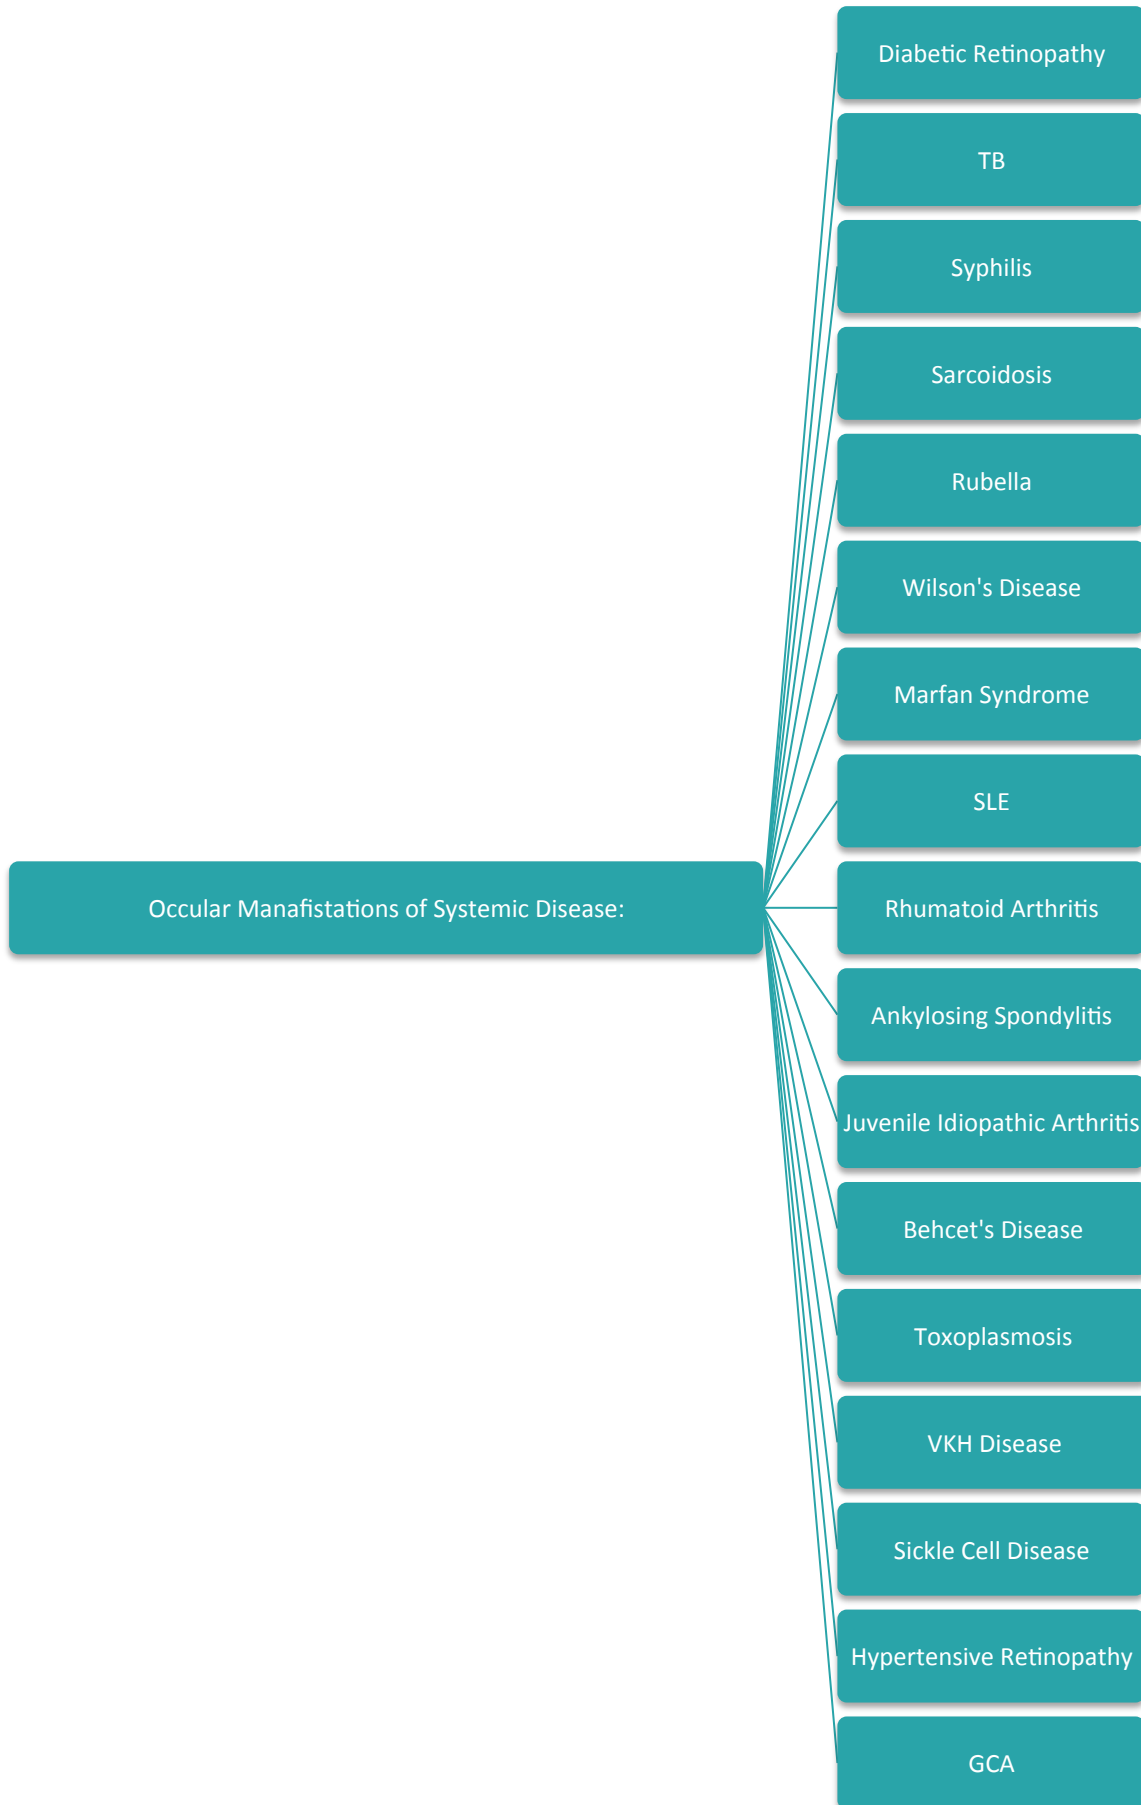 Diabetic Retinopathy
TB
Syphilis
Sarcoidosis
Rubella
Wilson's Disease
Marfan Syndrome
SLE
Occular Manafistations of Systemic Disease:
Rhumatoid Arthritis
Ankylosing Spondylitis
Juvenile Idiopathic Arthritis
Behcet's Disease
Toxoplasmosis
VKH Disease
Sickle Cell Disease
Hypertensive Retinopathy
GCA